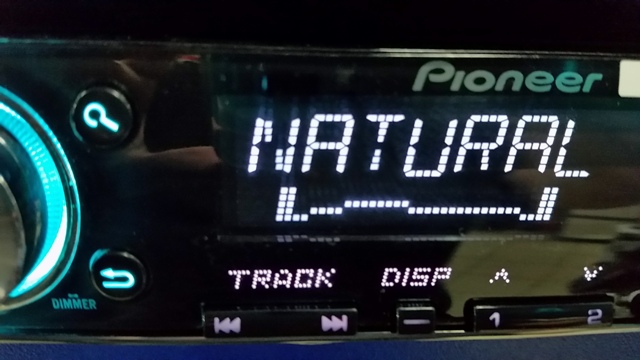 Pioneer
NATURAL
TRACK DISP
DIMMER
1 2